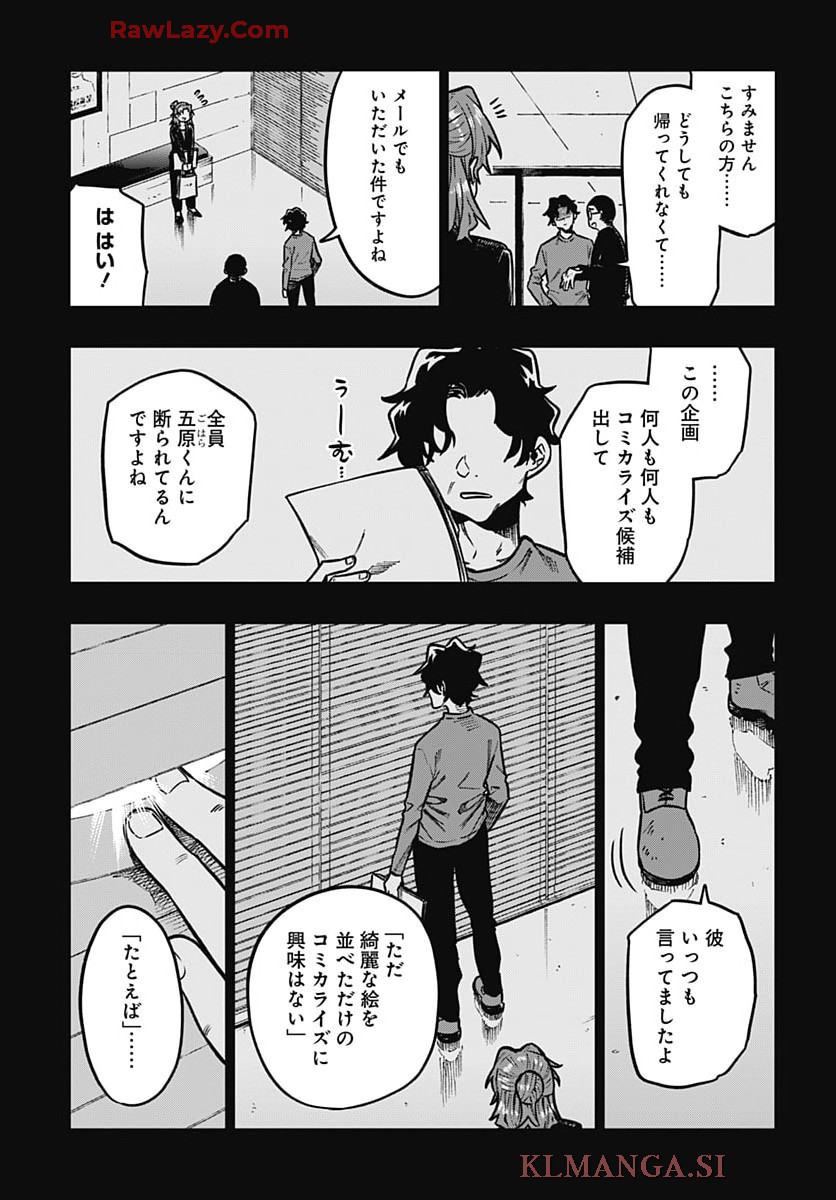 RawLazy.Com
すみません
こちらの方……
どうしても
帰ってくれなくて……
メールでも
いただいた件ですよね
は はい！
……
この企画
何人も何人も
コミカライズ候補
出して
うーむ…
全員
五原くんに
ごはら
断られてるん
ですよね
彼
いっつも
言ってましたよ
「ただ
綺麗な絵を
並べただけの
コミカライズに
興味はない」
「たとえば」……
KLMANGA.SI